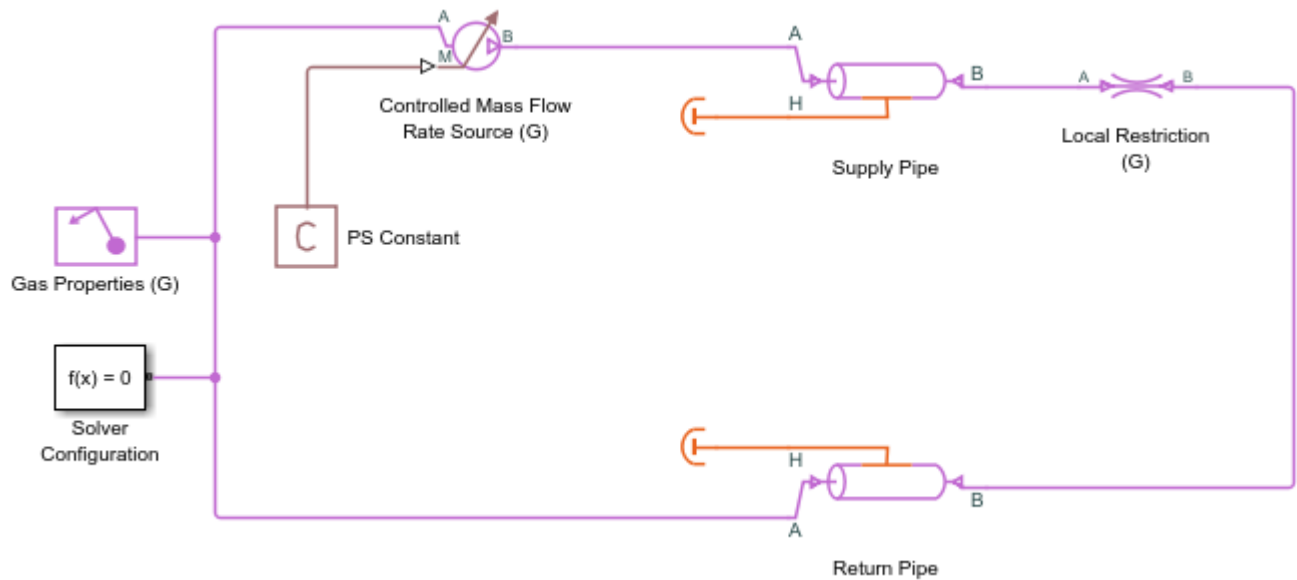 A
B
M
Controlled Mass Flow
Rate Source (G)
A
B
H
Supply Pipe
A
B
Local Restriction
(G)
C
PS Constant
Gas Properties (G)
f(x) = 0
Solver
Configuration
H
A
B
Return Pipe